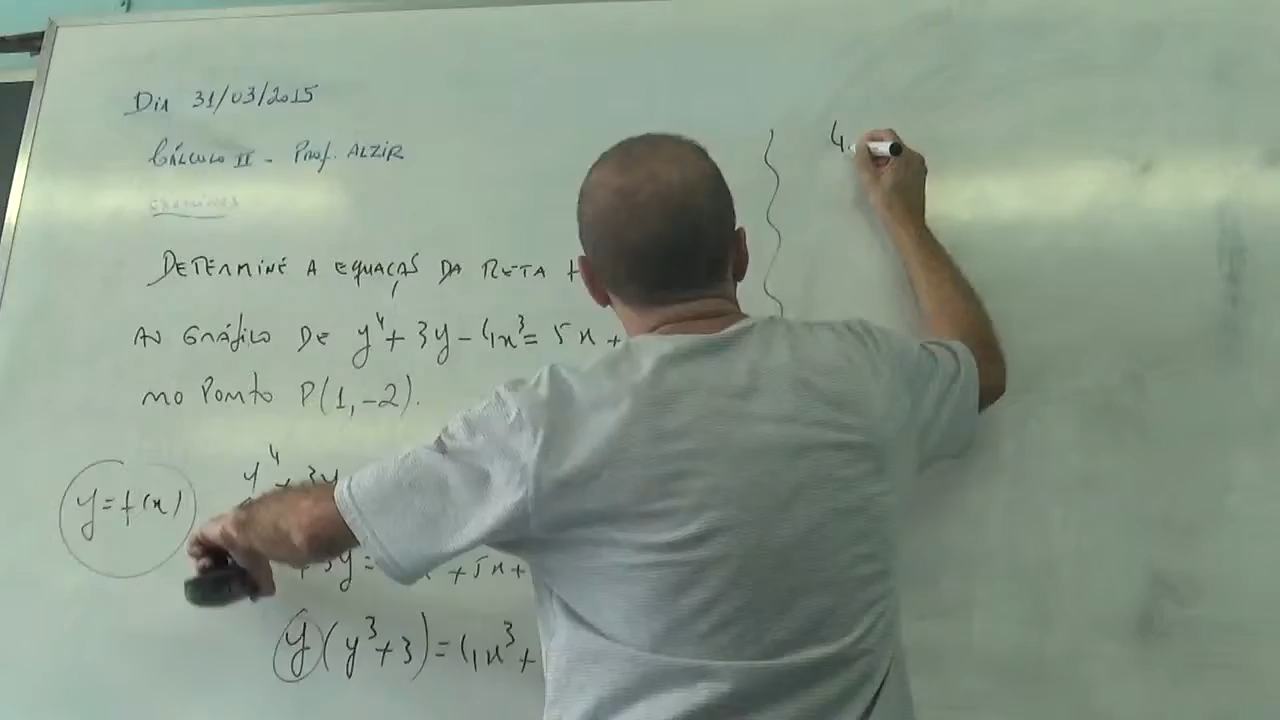 Dia 31/03/2015
Cálculo II - Prof. ALZIR
DETERMINE A EQUAÇÃO DA RETA t
AO GRÁFICO DE y⁴ + 3y - 4x³ = 5x +
no Ponto P(1, -2).
y⁴ + 3y
y = f(x)
+ 3y = + 5x +
y(y³ + 3) = 4x³ +
4